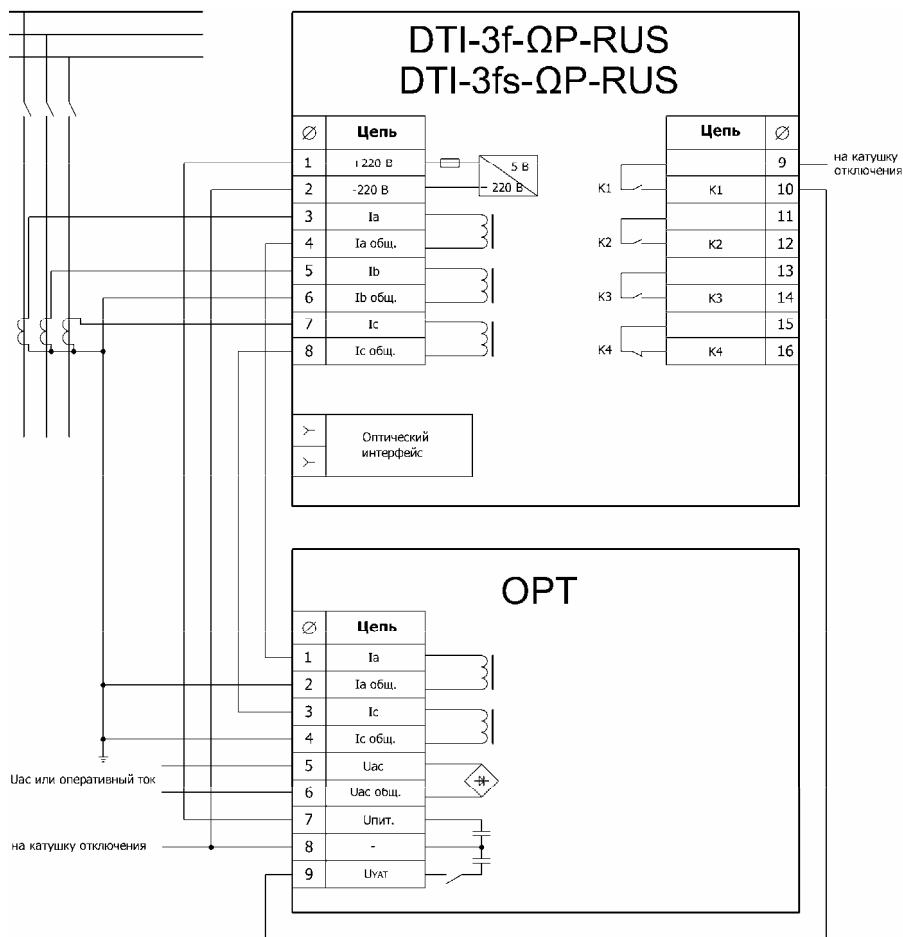 DTI-3f-ΩP-RUS
DTI-3fs-ΩP-RUS
∅ Цепь
1 +220 В
2 -220 В
3 Ia
4 Ia общ.
5 Ib
6 Ib общ.
7 Ic
8 Ic общ.
5 В
220 В
Цепь ∅
9
K1 K1 10
11
K2 K2 12
13
K3 K3 14
15
K4 K4 16
на катушку
отключения
Оптический
интерфейс
OPT
∅ Цепь
1 Ia
2 Ia общ.
3 Ic
4 Ic общ.
5 Uac
6 Uac общ.
7 Uпит.
8 -
9 UYAT
Uac или оперативный ток
на катушку отключения